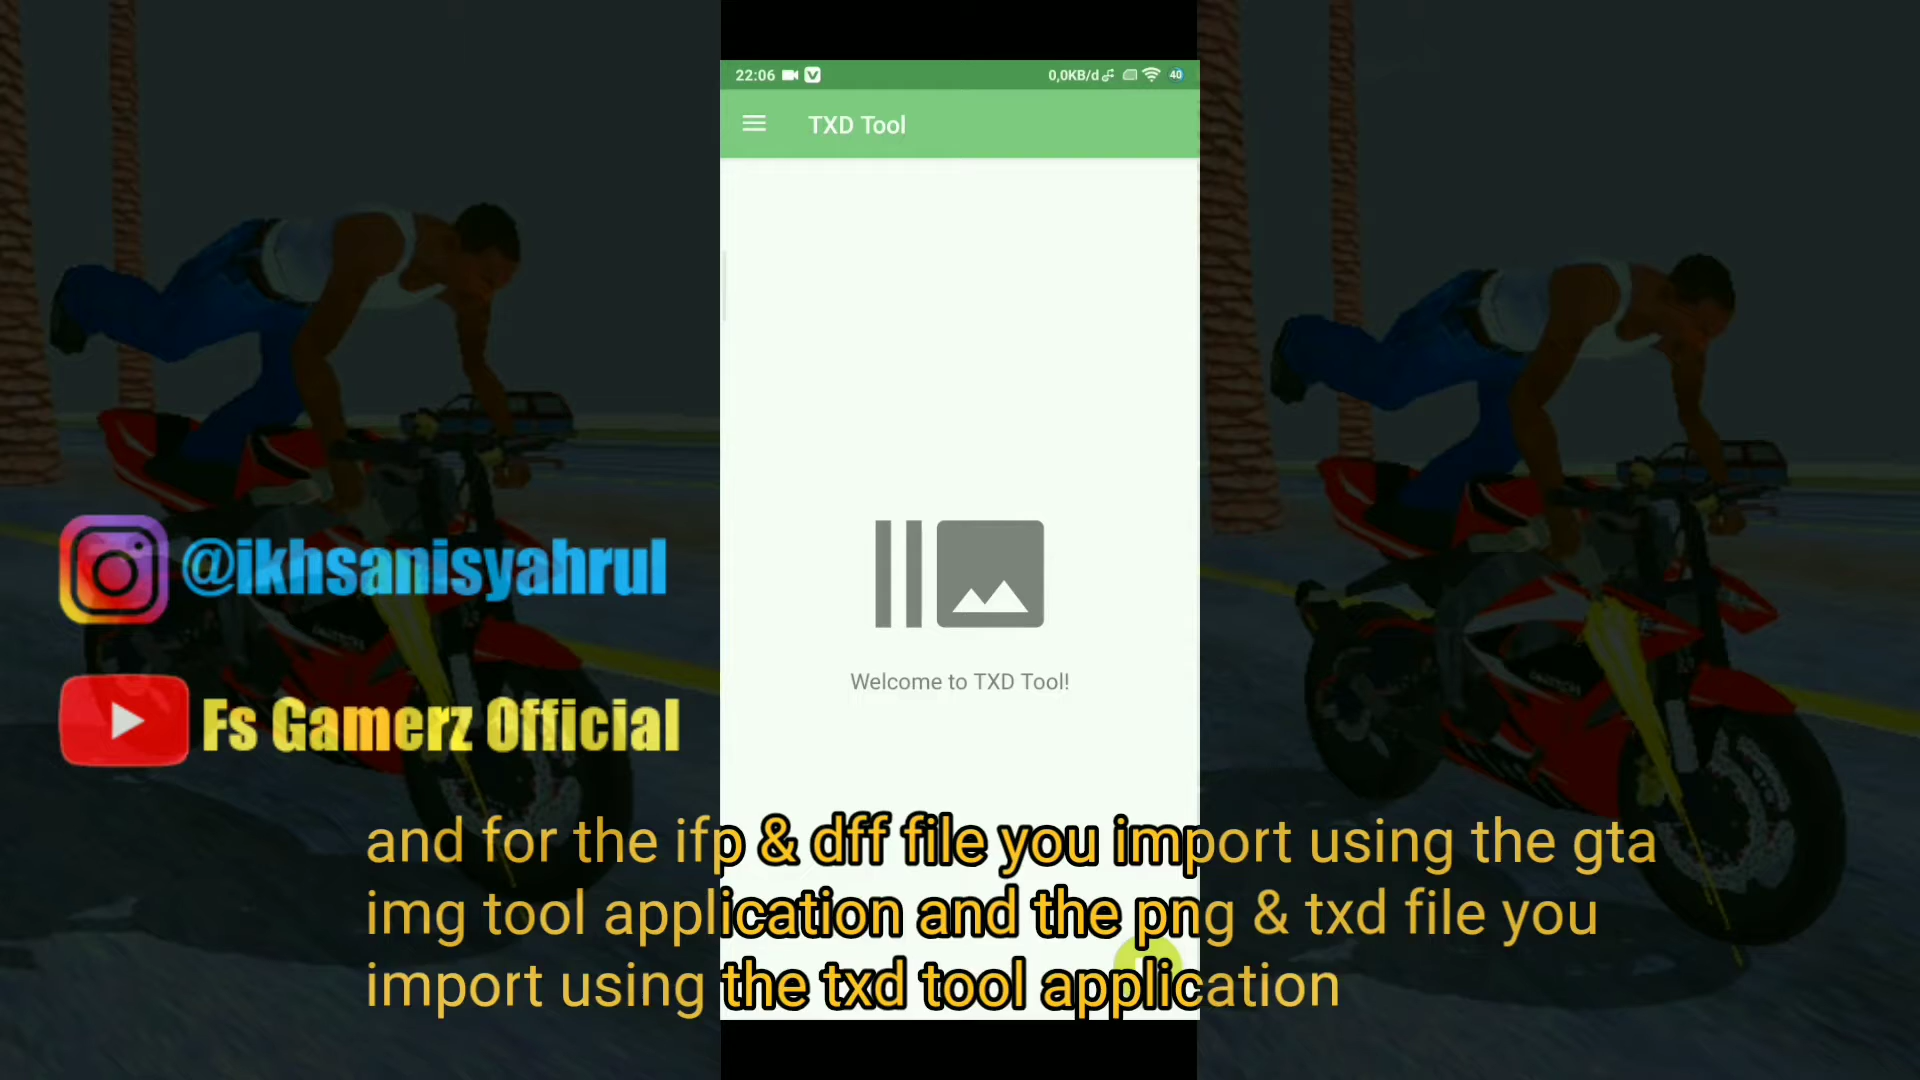 22:06
0,0KB/d
40
TXD Tool
@ikhsanisyahrul
Welcome to TXD Tool!
Fs Gamerz Official
and for the ifp & dff file you import using the gta
img tool application and the png & txd file you
import using the txd tool application